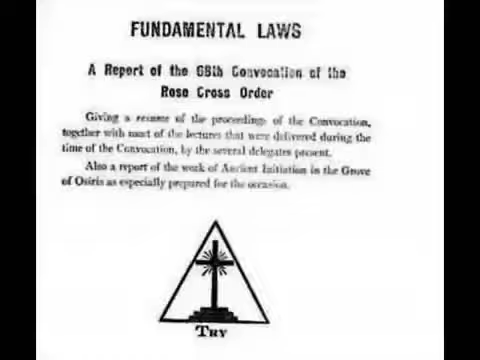 FUNDAMENTAL LAWS
A Report of the 68th Convocation of the
Rose Cross Order
Giving a resume of the proceedings of the Convocation,
together with most of the lectures that were delivered during the
time of the Convocation, by the several delegates present.
Also a report of the work of Ancient Initiation in the Grove
of Osiris as especially prepared for the occasion.
TRY